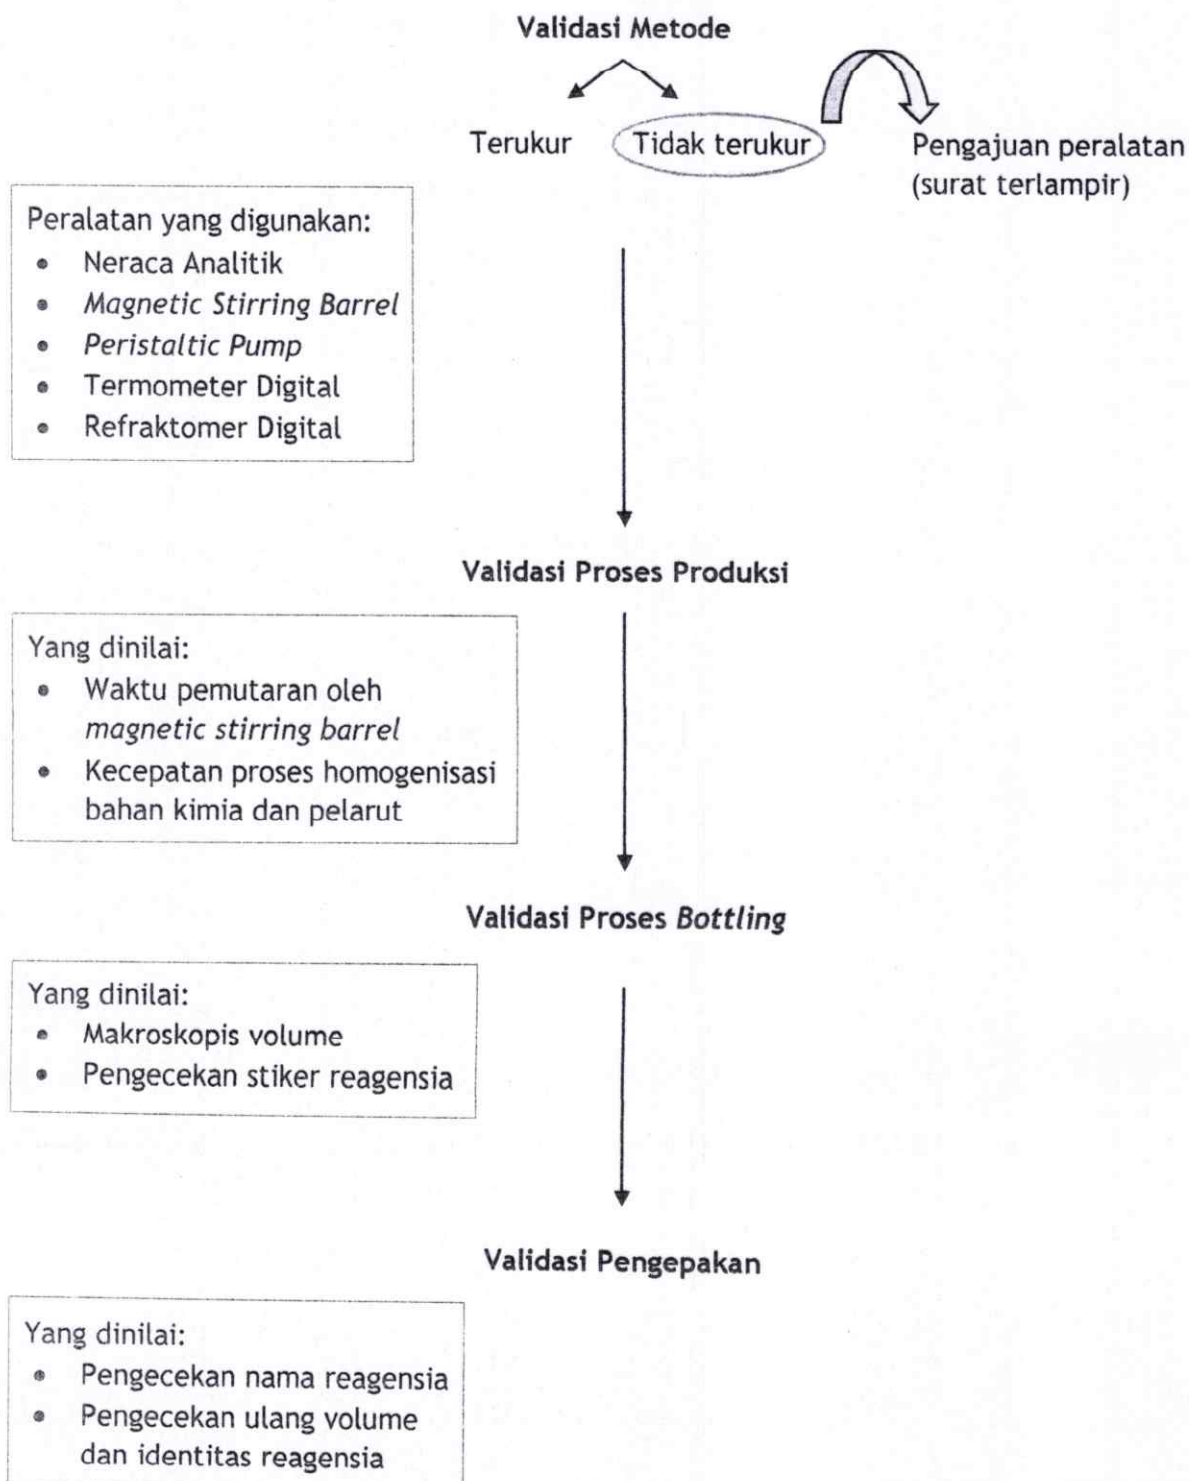 Validasi Metode
Terukur
Tidak terukur
Pengajuan peralatan
(surat terlampir)
Peralatan yang digunakan:
• Neraca Analitik
• Magnetic Stirring Barrel
• Peristaltic Pump
• Termometer Digital
• Refraktomer Digital
Validasi Proses Produksi
Yang dinilai:
• Waktu pemutaran oleh
magnetic stirring barrel
• Kecepatan proses homogenisasi
bahan kimia dan pelarut
Validasi Proses Bottling
Yang dinilai:
• Makroskopis volume
• Pengecekan stiker reagensia
Validasi Pengepakan
Yang dinilai:
• Pengecekan nama reagensia
• Pengecekan ulang volume
dan identitas reagensia